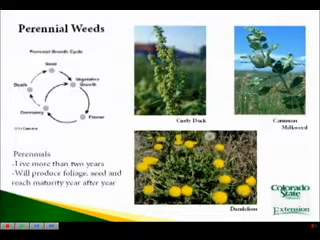 Perennial Weeds
Perennial Growth Cycle
Seed
Vegetative
Growth
Death
Dormancy
Flower
Curly Dock
Common
Milkweed
Perennials
-Live more than two years
-Will produce foliage, seed and
reach maturity year after year
Dandelion
Colorado
State
Extension